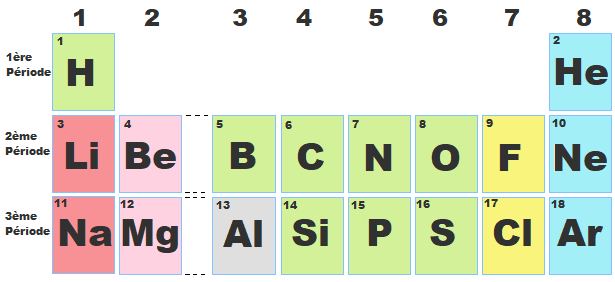 1 2 3 4 5 6 7 8
1ère
Période
1 H
2 He
2ème
Période
3 Li
4 Be
5 B
6 C
7 N
8 O
9 F
10 Ne
3ème
Période
11 Na
12 Mg
13 Al
14 Si
15 P
16 S
17 Cl
18 Ar